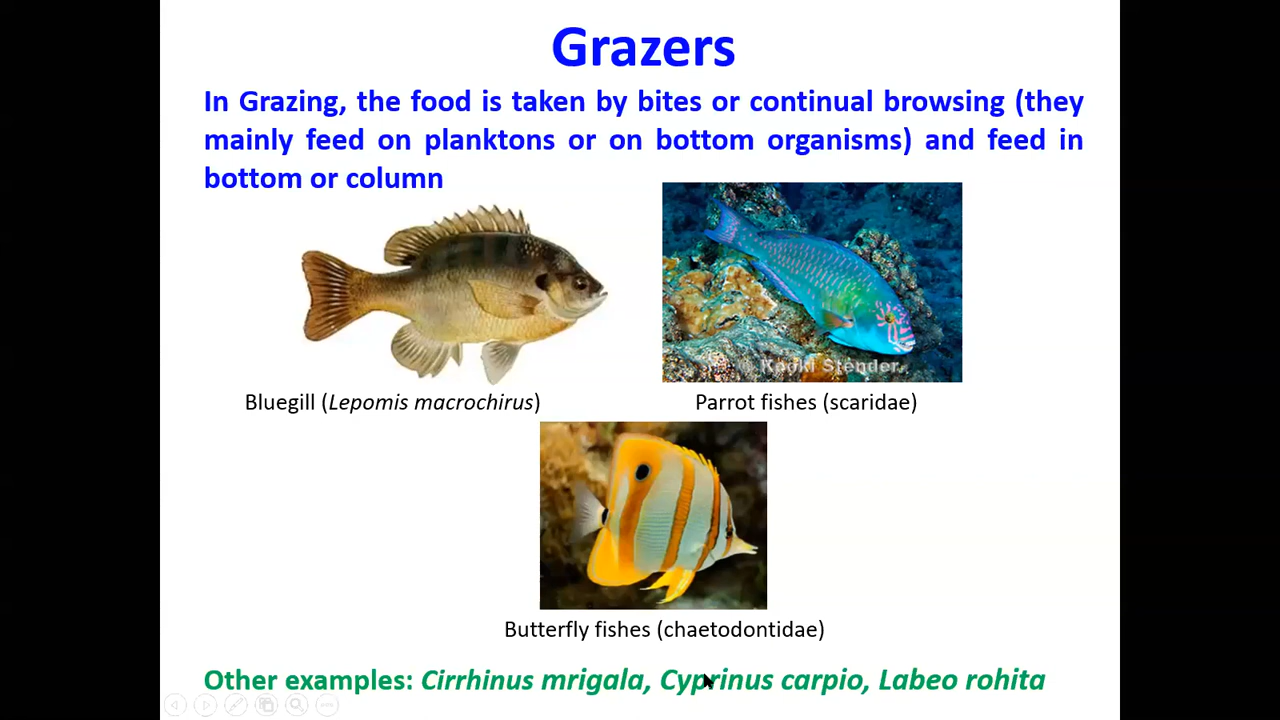 Grazers
In Grazing, the food is taken by bites or continual browsing (they
mainly feed on planktons or on bottom organisms) and feed in
bottom or column
© Kaoki Stender.
Bluegill (Lepomis macrochirus)
Parrot fishes (scaridae)
Butterfly fishes (chaetodontidae)
Other examples: Cirrhinus mrigala, Cyprinus carpio, Labeo rohita